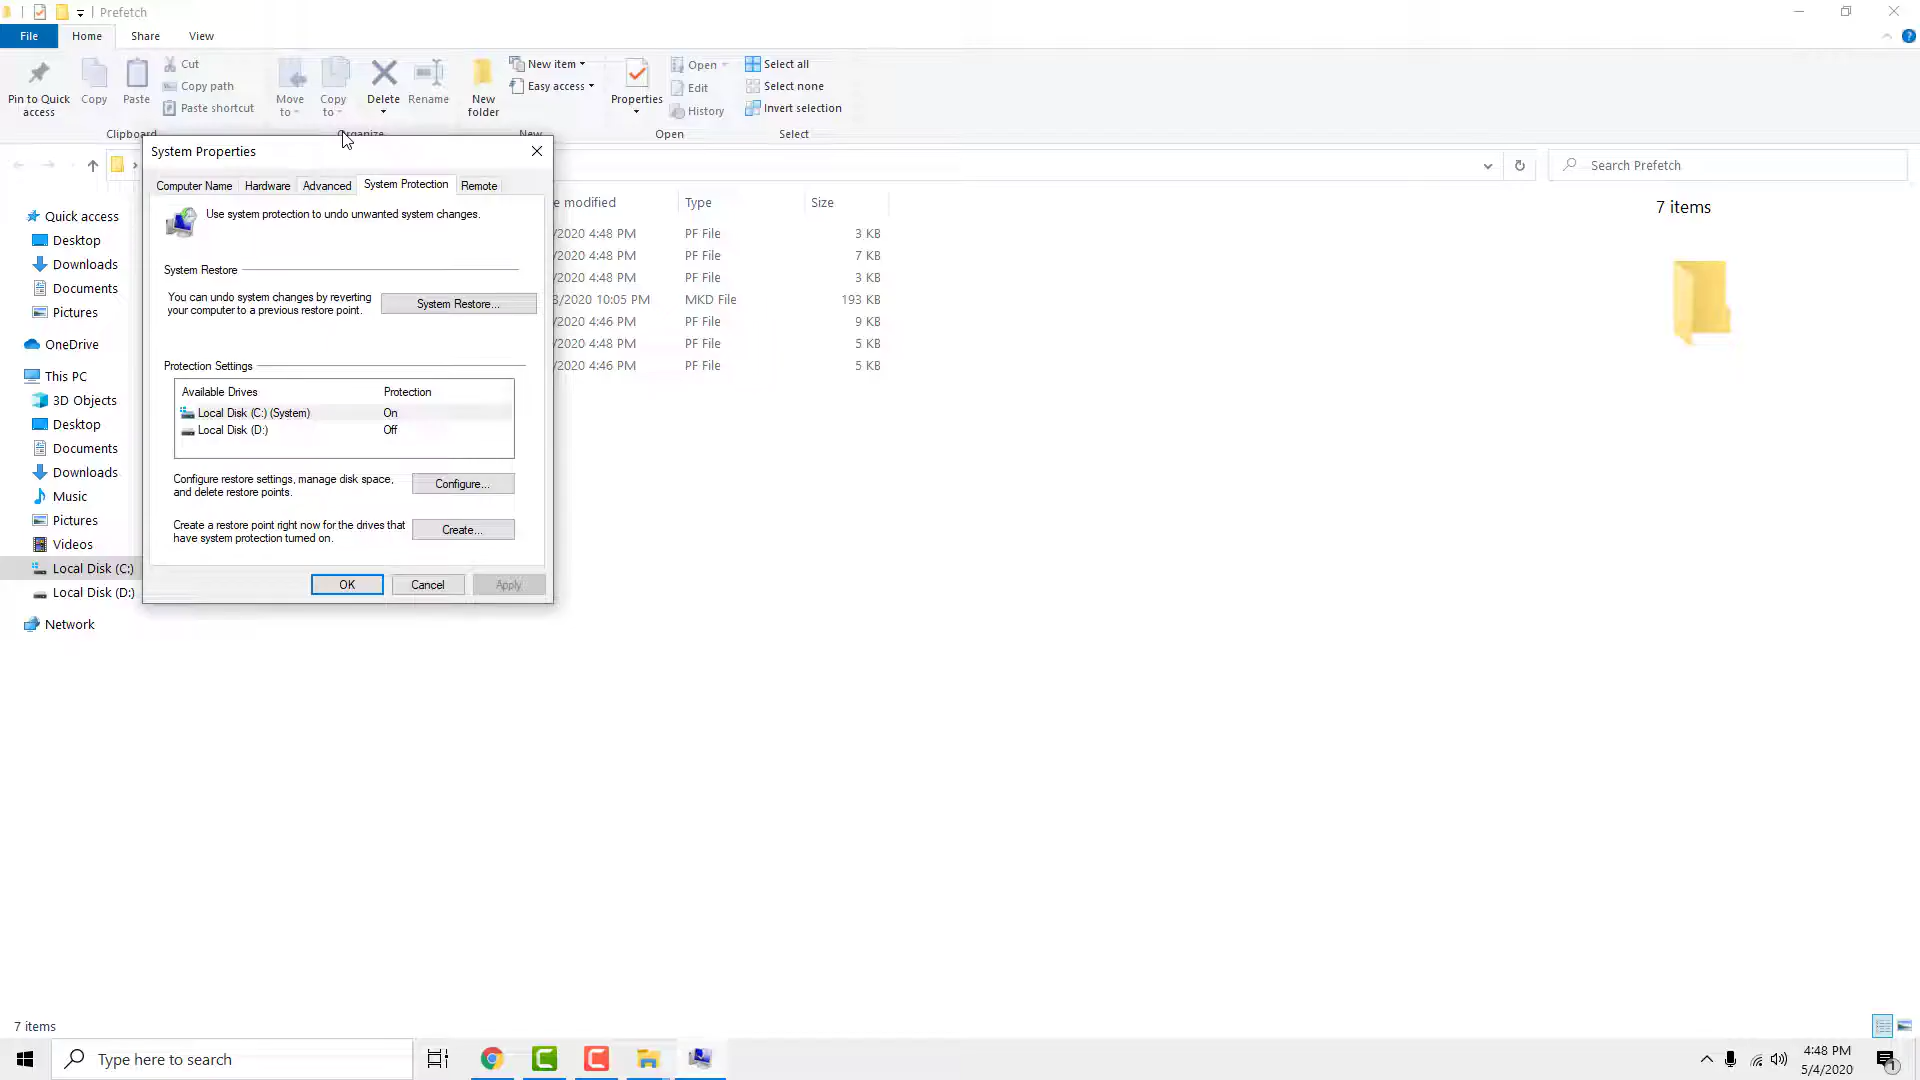 Prefetch
File Home Share View
Pin to Quick access
Copy
Paste
Cut
Copy path
Paste shortcut
Move to
Copy to
Delete
Rename
New folder
New item
Easy access
Properties
Open
Edit
History
Select all
Select none
Invert selection
Clipboard Organize New Open Select
Search Prefetch
System Properties
Computer Name Hardware Advanced System Protection Remote
Use system protection to undo unwanted system changes.
System Restore
You can undo system changes by reverting
your computer to a previous restore point.
System Restore...
Protection Settings
Available Drives Protection
Local Disk (C:) (System) On
Local Disk (D:) Off
Configure restore settings, manage disk space,
and delete restore points.
Configure...
Create a restore point right now for the drives that
have system protection turned on.
Create...
OK Cancel Apply
Quick access
Desktop
Downloads
Documents
Pictures
OneDrive
This PC
3D Objects
Desktop
Documents
Downloads
Music
Pictures
Videos
Local Disk (C:)
Local Disk (D:)
Network
e modified Type Size
/2020 4:48 PM PF File 3 KB
/2020 4:48 PM PF File 7 KB
/2020 4:48 PM PF File 3 KB
/2020 10:05 PM MKD File 193 KB
/2020 4:46 PM PF File 9 KB
/2020 4:48 PM PF File 5 KB
/2020 4:46 PM PF File 5 KB
7 items
7 items
Type here to search
4:48 PM
5/4/2020
1